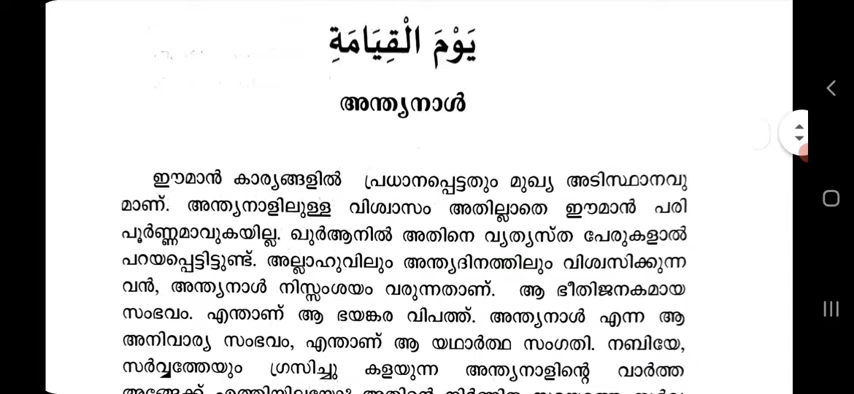 يَوْمَ الْقِيَامَةِ
അന്ത്യനാൾ
ഈമാൻ കാര്യങ്ങളിൽ പ്രധാനപ്പെട്ടതും മുഖ്യ അടിസ്ഥാനവു
മാണ്. അന്ത്യനാളിലുള്ള വിശ്വാസം അതില്ലാതെ ഈമാൻ പരി
പൂർണ്ണമാവുകയില്ല. ഖുർആനിൽ അതിനെ വ്യത്യസ്ത പേരുകളാൽ
പറയപ്പെട്ടിട്ടുണ്ട്. അല്ലാഹുവിലും അന്ത്യദിനത്തിലും വിശ്വസിക്കുന്ന
വൻ, അന്ത്യനാൾ നിസ്സംശയം വരുന്നതാണ്. ആ ഭീതിജനകമായ
സംഭവം. എന്താണ് ആ ഭയങ്കര വിപത്ത്. അന്ത്യനാൾ എന്ന ആ
അനിവാര്യ സംഭവം, എന്താണ് ആ യഥാർത്ഥ സംഗതി. നബിയേ,
സർവ്വത്തേയും ഗ്രസിച്ചു കളയുന്ന അന്ത്യനാളിന്റെ വാർത്ത